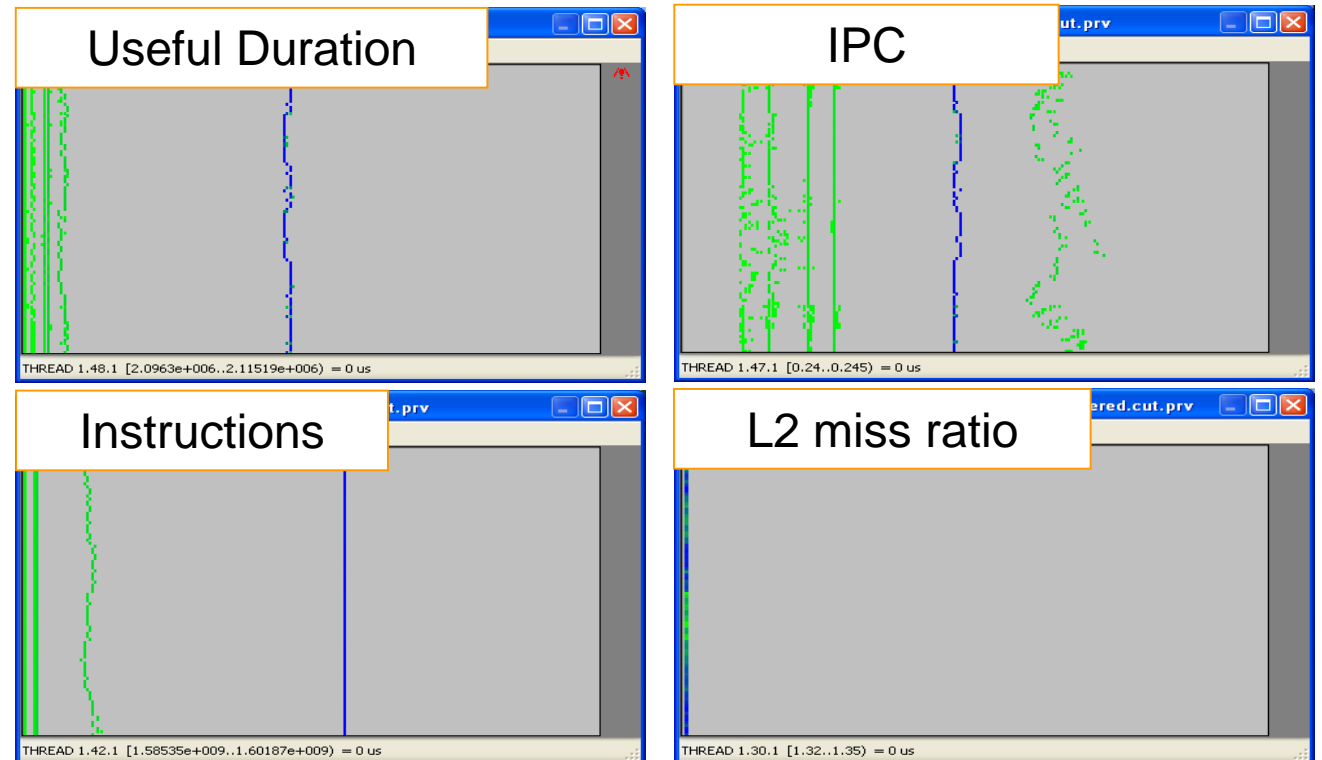 Useful Duration
THREAD 1.48.1 [2.0963e+006..2.11519e+006) = 0 us
IPC
ut.prv
THREAD 1.47.1 [0.24..0.245) = 0 us
Instructions
t.prv
THREAD 1.42.1 [1.58535e+009..1.60187e+009) = 0 us
L2 miss ratio
ered.cut.prv
THREAD 1.30.1 [1.32..1.35) = 0 us